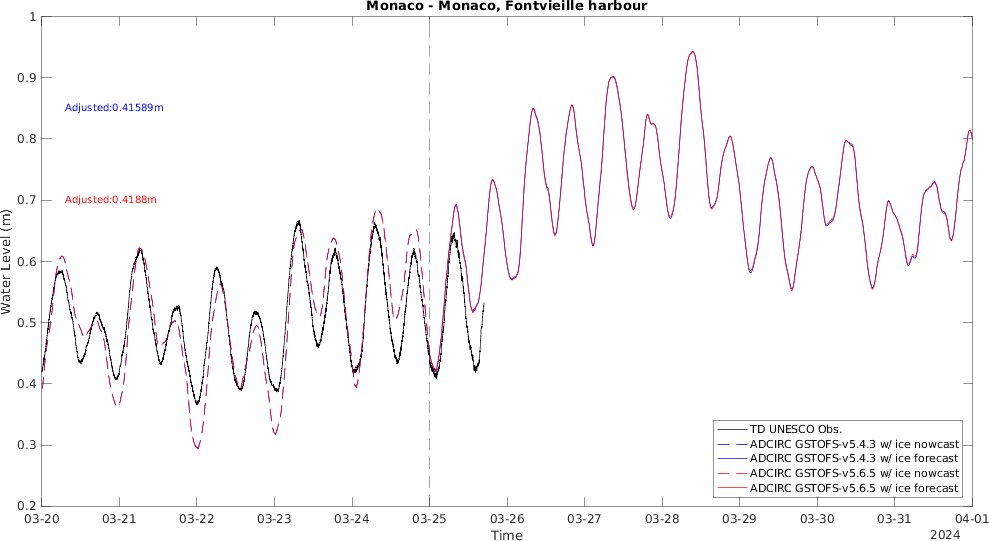 Monaco - Monaco, Fontvieille harbour
1
0.9
0.8
0.7
0.6
0.5
0.4
0.3
0.2
Water Level (m)
Adjusted:0.41589m
Adjusted:0.4188m
TD UNESCO Obs.
ADCIRC GSTOFS-v5.4.3 w/ ice nowcast
ADCIRC GSTOFS-v5.4.3 w/ ice forecast
ADCIRC GSTOFS-v5.6.5 w/ ice nowcast
ADCIRC GSTOFS-v5.6.5 w/ ice forecast
03-20 03-21 03-22 03-23 03-24 03-25 03-26 03-27 03-28 03-29 03-30 03-31 04-01
Time
2024